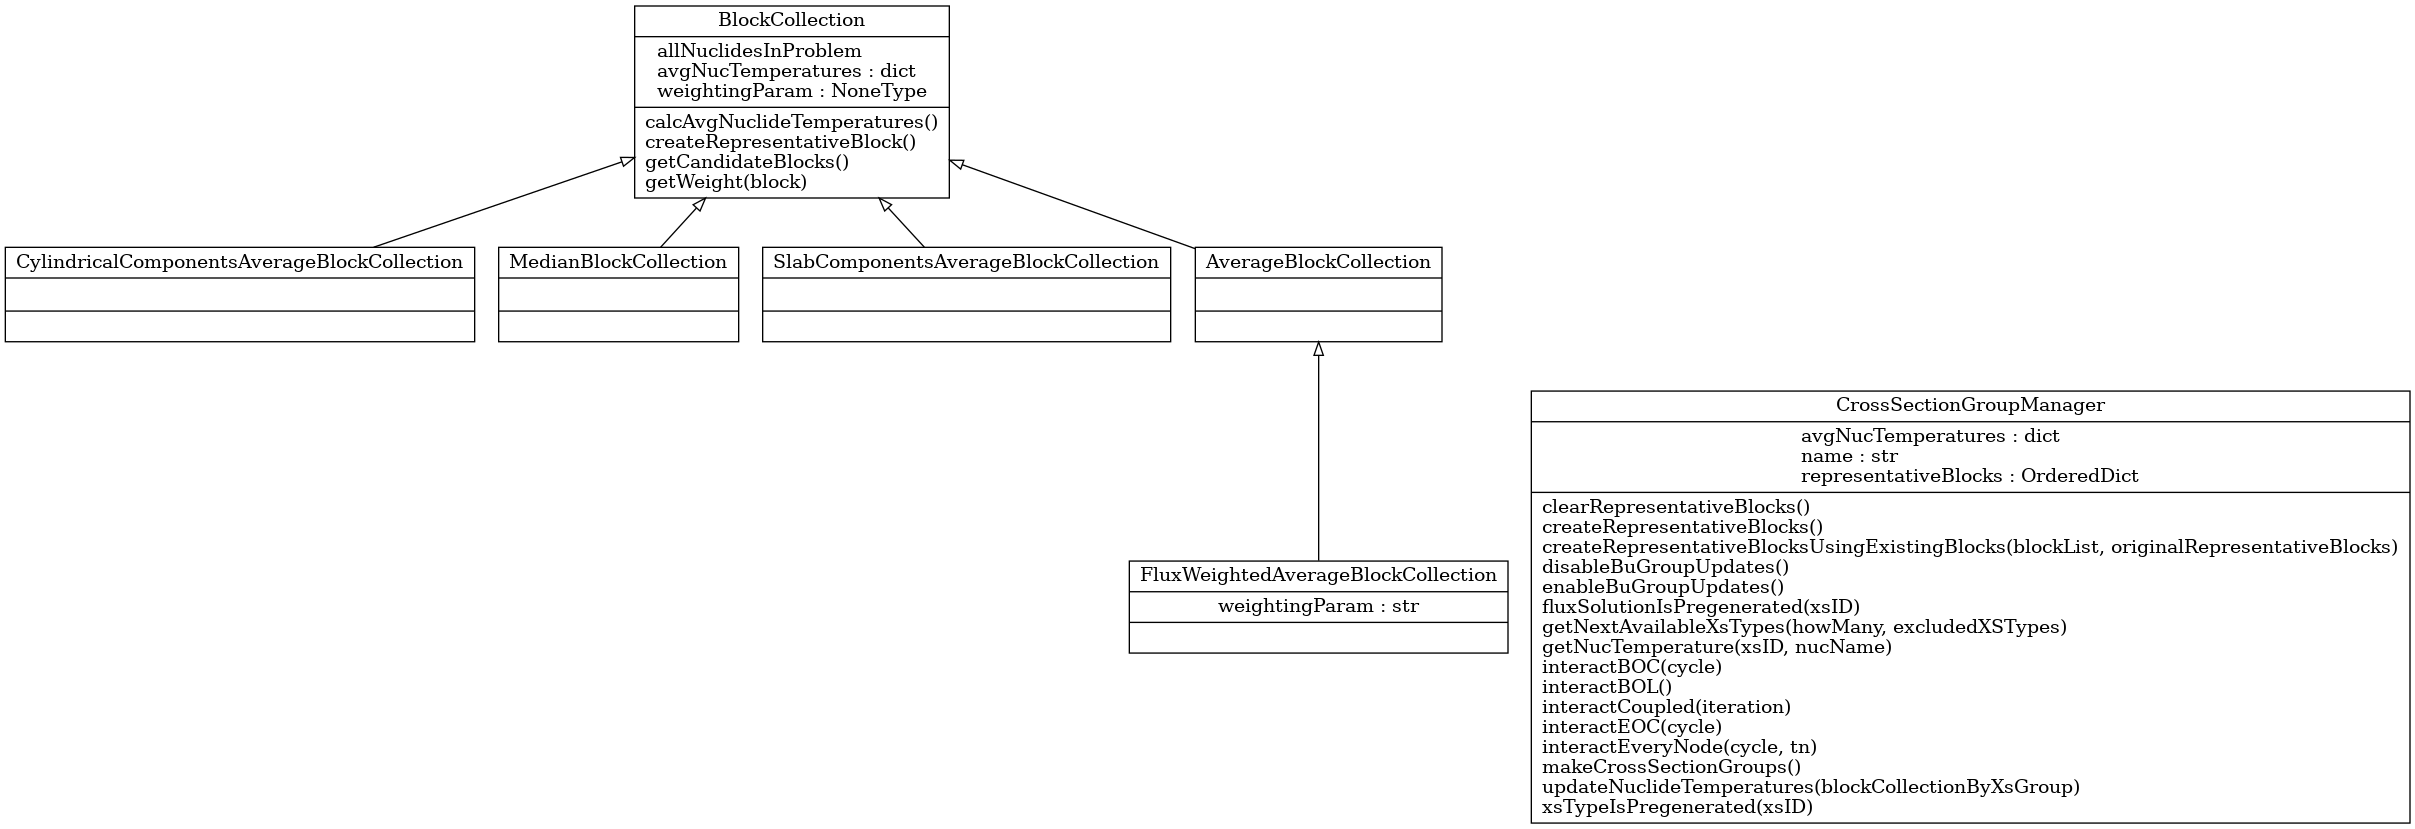 BlockCollection
allNuclidesInProblem
avgNucTemperatures : dict
weightingParam : NoneType
calcAvgNuclideTemperatures()
createRepresentativeBlock()
getCandidateBlocks()
getWeight(block)
CylindricalComponentsAverageBlockCollection
MedianBlockCollection
SlabComponentsAverageBlockCollection
AverageBlockCollection
FluxWeightedAverageBlockCollection
weightingParam : str
CrossSectionGroupManager
avgNucTemperatures : dict
name : str
representativeBlocks : OrderedDict
clearRepresentativeBlocks()
createRepresentativeBlocks()
createRepresentativeBlocksUsingExistingBlocks(blockList, originalRepresentativeBlocks)
disableBuGroupUpdates()
enableBuGroupUpdates()
fluxSolutionIsPregenerated(xsID)
getNextAvailableXsTypes(howMany, excludedXSTypes)
getNucTemperature(xsID, nucName)
interactBOC(cycle)
interactBOL()
interactCoupled(iteration)
interactEOC(cycle)
interactEveryNode(cycle, tn)
makeCrossSectionGroups()
updateNuclideTemperatures(blockCollectionByXsGroup)
xsTypeIsPregenerated(xsID)